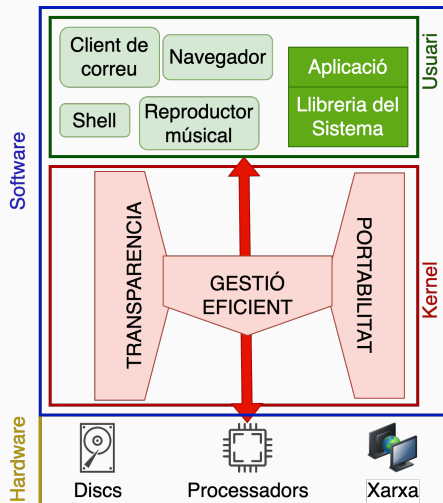 Client de
correu
Navegador
Aplicació
Shell
Reproductor
músical
Llibreria del
Sistema
Usuari
Software
TRANSPARENCIA
GESTIÓ
EFICIENT
PORTABILITAT
Kernel
Hardware
Discs
Processadors
Xarxa